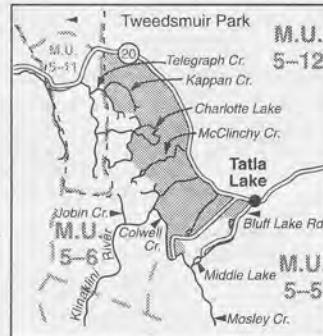 Tweedsmuir Park
M.U.
5–11
20
M.U.
5–12
Telegraph Cr.
Kappan Cr.
Charlotte Lake
McClinchy Cr.
Tatla
Lake
Jobin Cr.
Bluff Lake Rd.
Colwell
Cr.
M.U.
5–6
Klinaklini River
Middle Lake
M.U.
5–5
Mosley Cr.